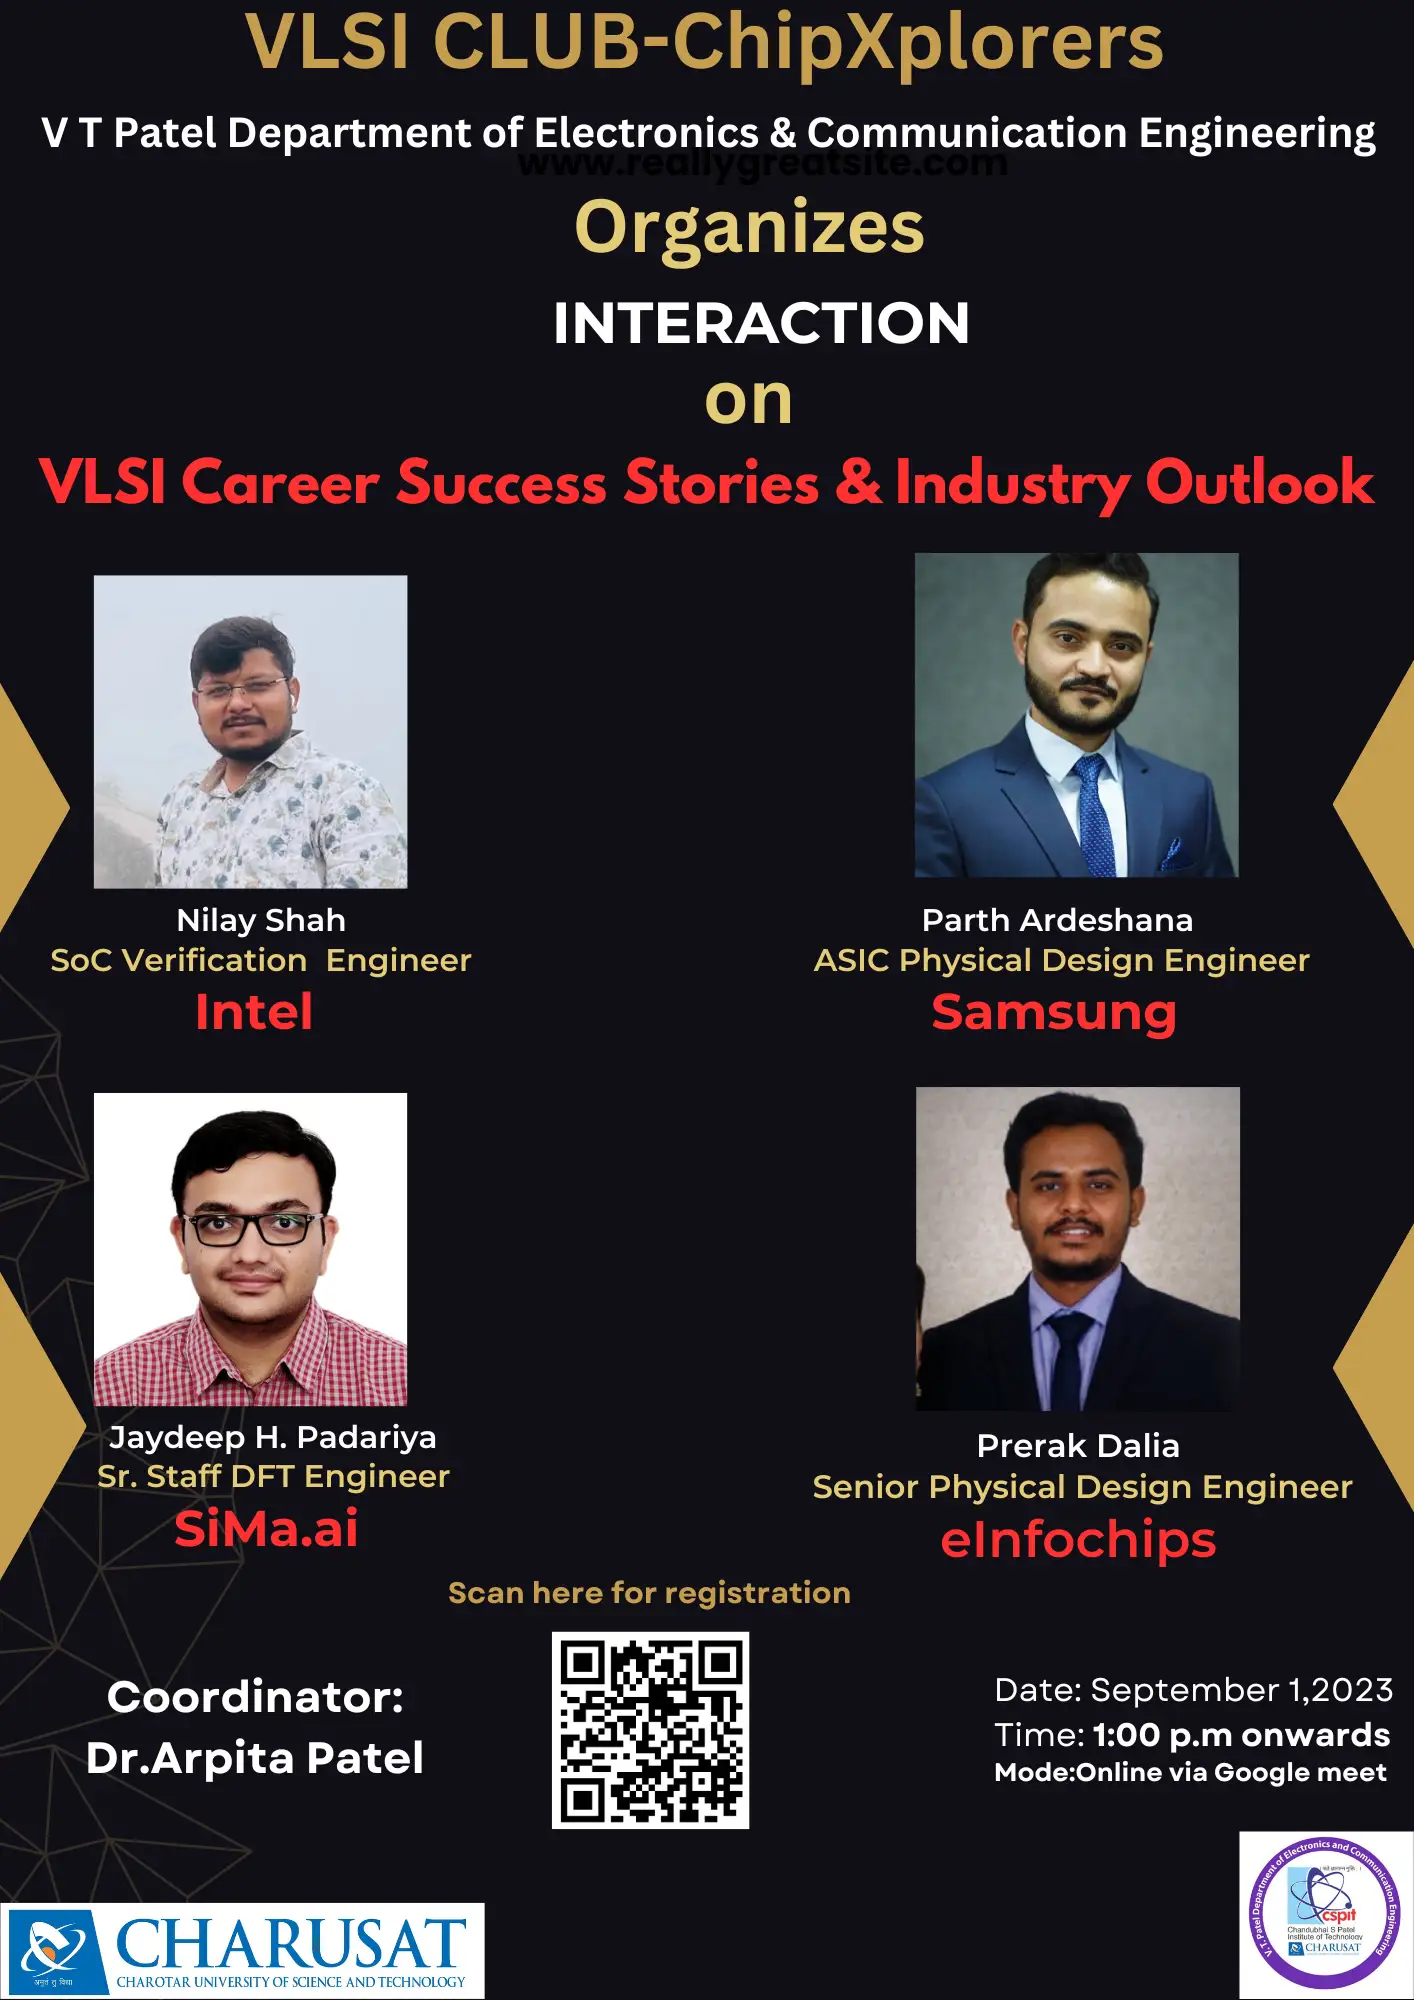 VLSI CLUB-ChipXplorers
V T Patel Department of Electronics & Communication Engineering
www.reallygreatsite.com
Organizes
INTERACTION
on
VLSI Career Success Stories & Industry Outlook
Nilay Shah
SoC Verification Engineer
Intel
Parth Ardeshana
ASIC Physical Design Engineer
Samsung
Jaydeep H. Padariya
Sr. Staff DFT Engineer
SiMa.ai
Prerak Dalia
Senior Physical Design Engineer
eInfochips
Scan here for registration
Coordinator:
Dr.Arpita Patel
Date: September 1,2023
Time: 1:00 p.m onwards
Mode:Online via Google meet
CHARUSAT
CHAROTAR UNIVERSITY OF SCIENCE AND TECHNOLOGY
V. T. Patel Department of Electronics and Communication Engineering
cspit
Chandubhai S Patel
Institute of Technology
CHARUSAT